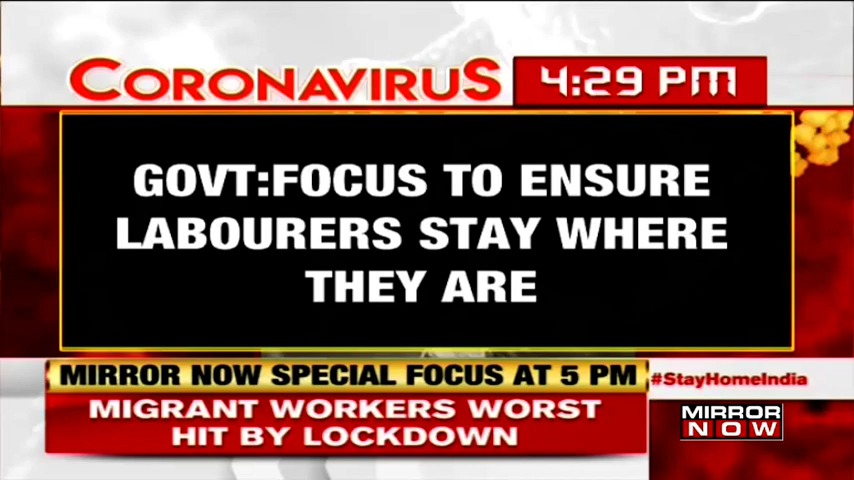 CORONAVIRUS 4:29 PM
GOVT:FOCUS TO ENSURE
LABOURERS STAY WHERE
THEY ARE
MIRROR NOW SPECIAL FOCUS AT 5 PM #StayHomeIndia
MIGRANT WORKERS WORST
HIT BY LOCKDOWN
MIRROR
NOW